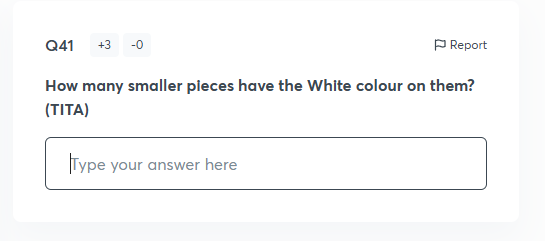 Q41 +3 -0 Report
How many smaller pieces have the White colour on them?
(TITA)
Type your answer here